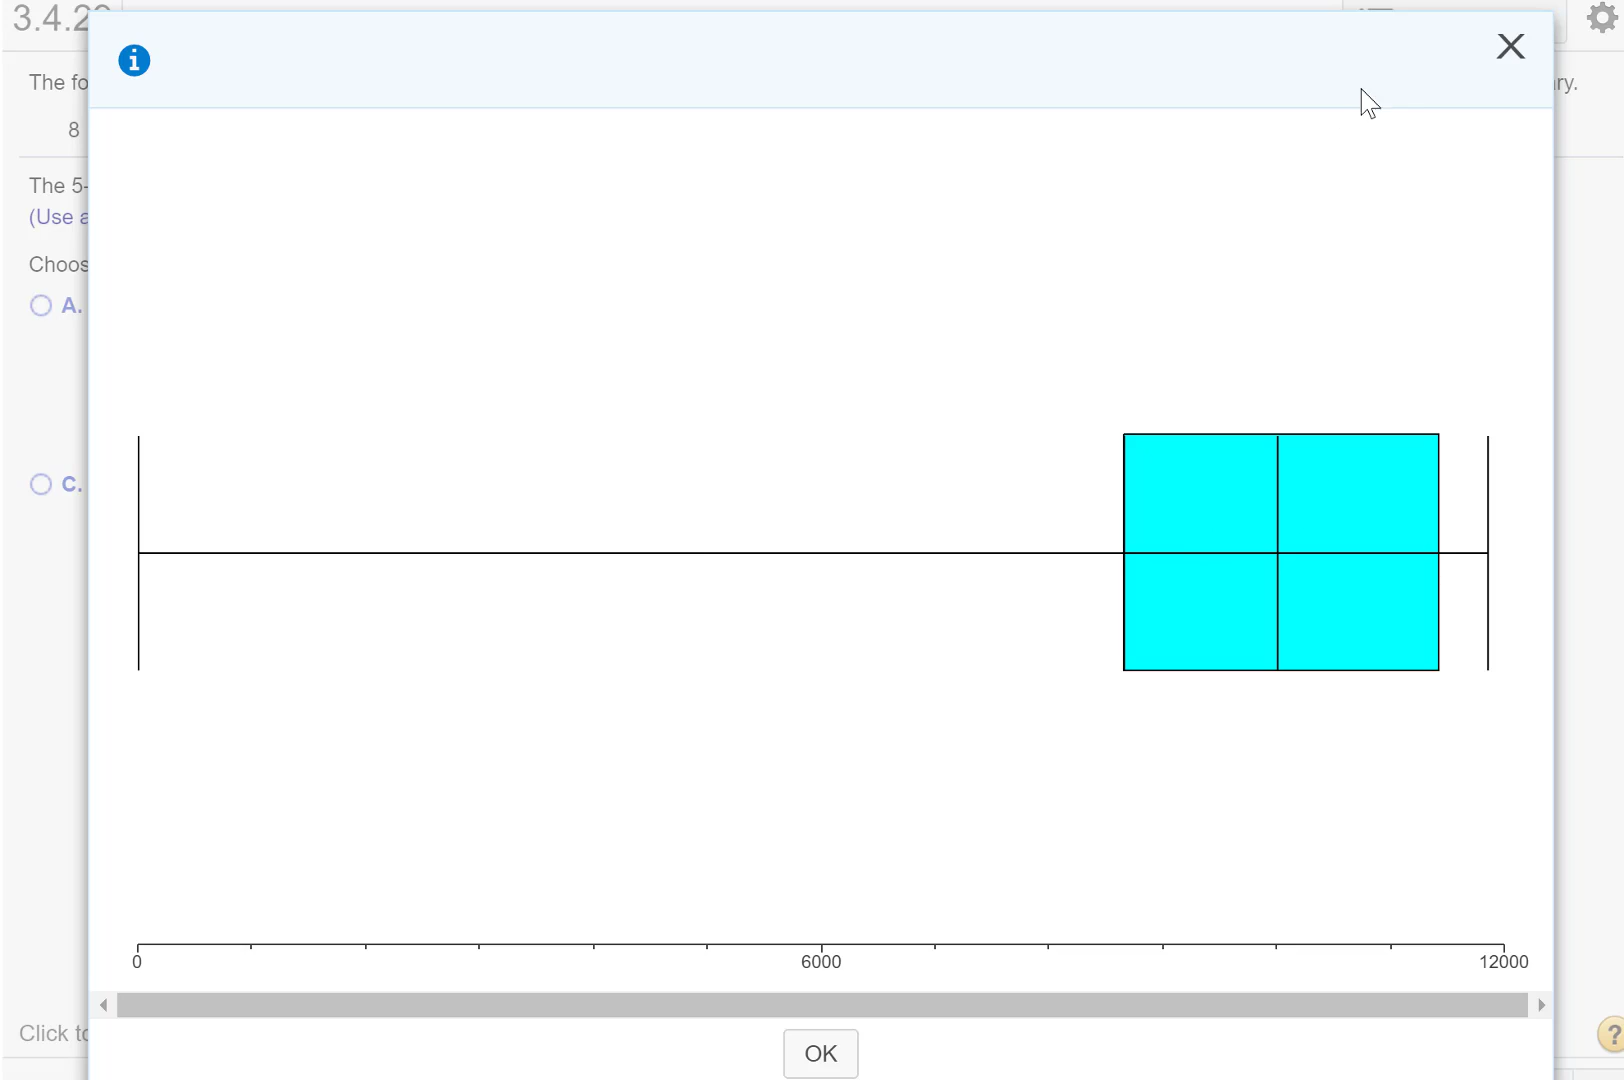 3.4.2
The fo
ry.
8
The 5-
(Use a
Choos
A.
C.
0
6000
12000
Click to
OK
?